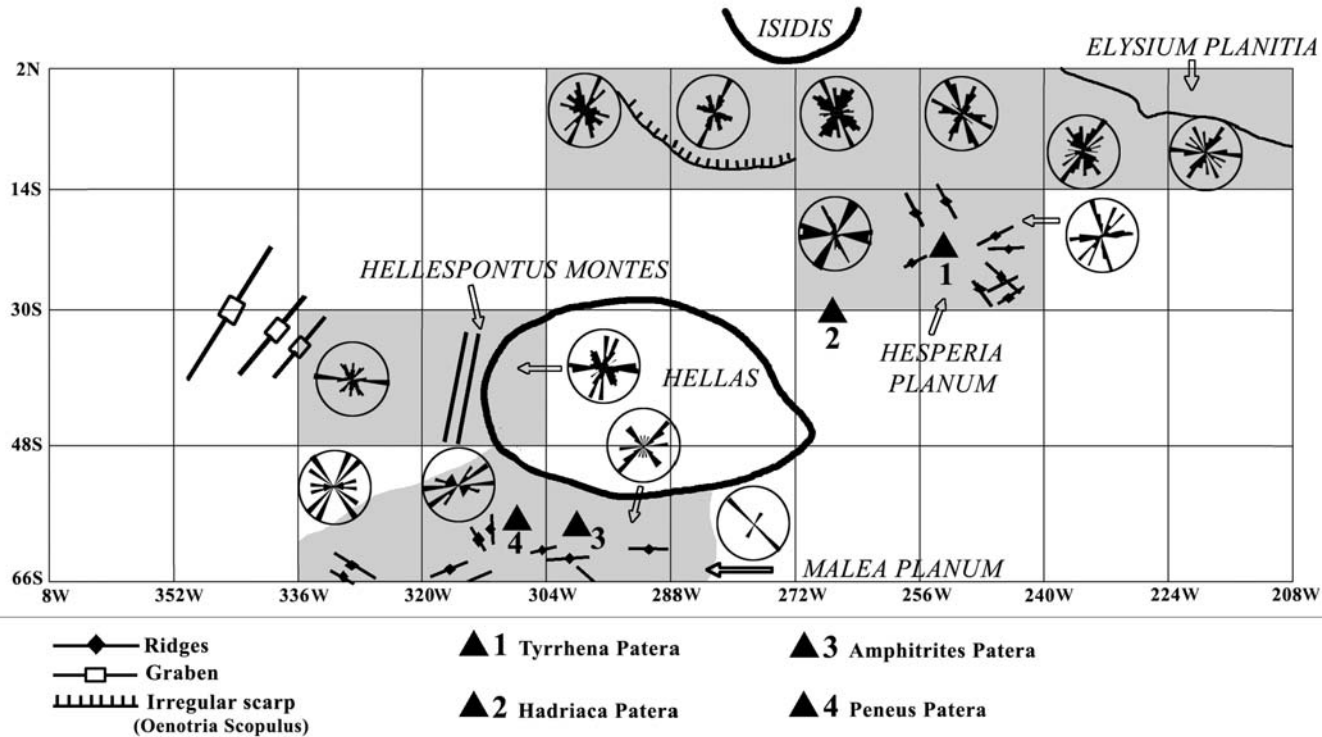 ISIDIS
ELYSIUM PLANITIA
2N
14S
HELLESPONTUS MONTES
1
30S
2
HESPERIA
PLANUM
HELLAS
48S
4
3
MALEA PLANUM
66S
8W 352W 336W 320W 304W 288W 272W 256W 240W 224W 208W
Ridges
Graben
Irregular scarp
(Oenotria Scopulus)
1 Tyrrhena Patera
2 Hadriaca Patera
3 Amphitrites Patera
4 Peneus Patera